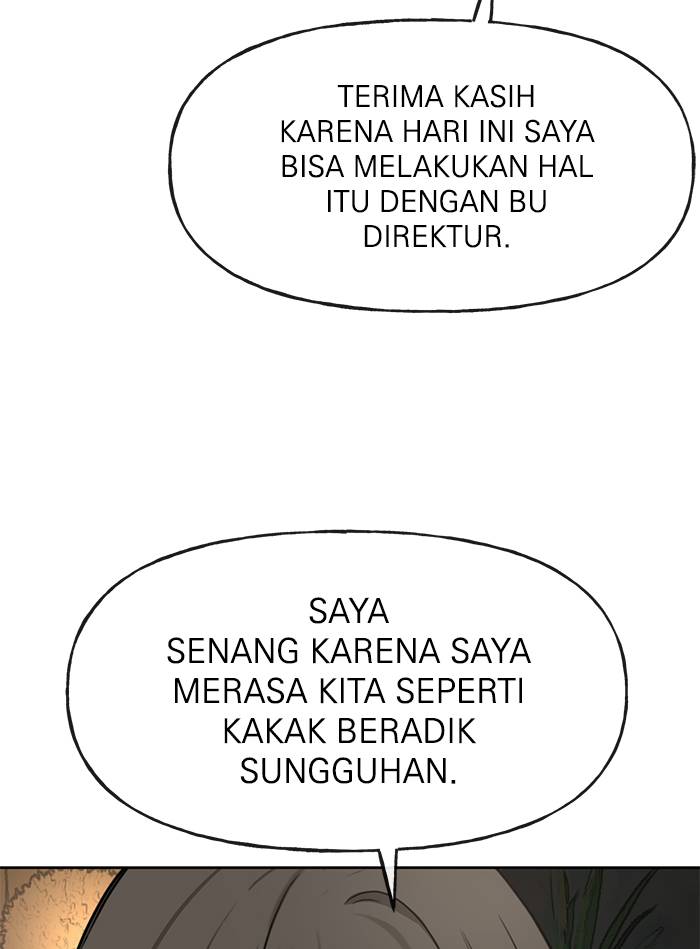 TERIMA KASIH
KARENA HARI INI SAYA
BISA MELAKUKAN HAL
ITU DENGAN BU
DIREKTUR.
SAYA
SENANG KARENA SAYA
MERASA KITA SEPERTI
KAKAK BERADIK
SUNGGUHAN.